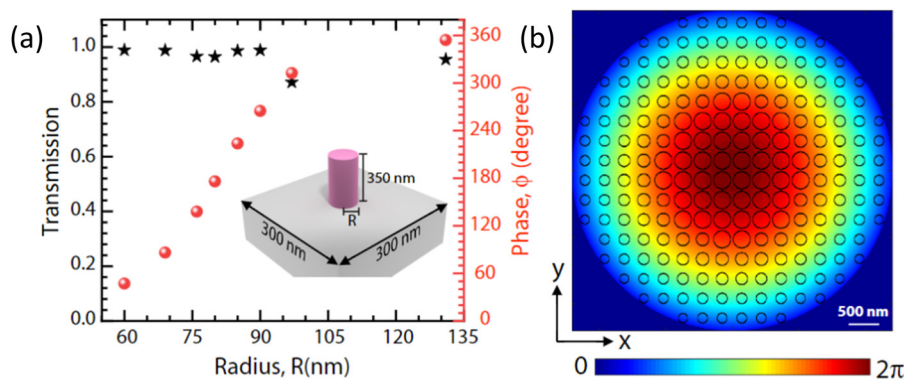 (a)
(b)
1.0
0.8
0.6
0.4
0.2
0.0
Transmission
360
300
240
180
120
60
0
Phase, ϕ (degree)
350 nm
R
300 nm
300 nm
60
75
90
105
120
135
Radius, R(nm)
y
x
500 nm
0
2π